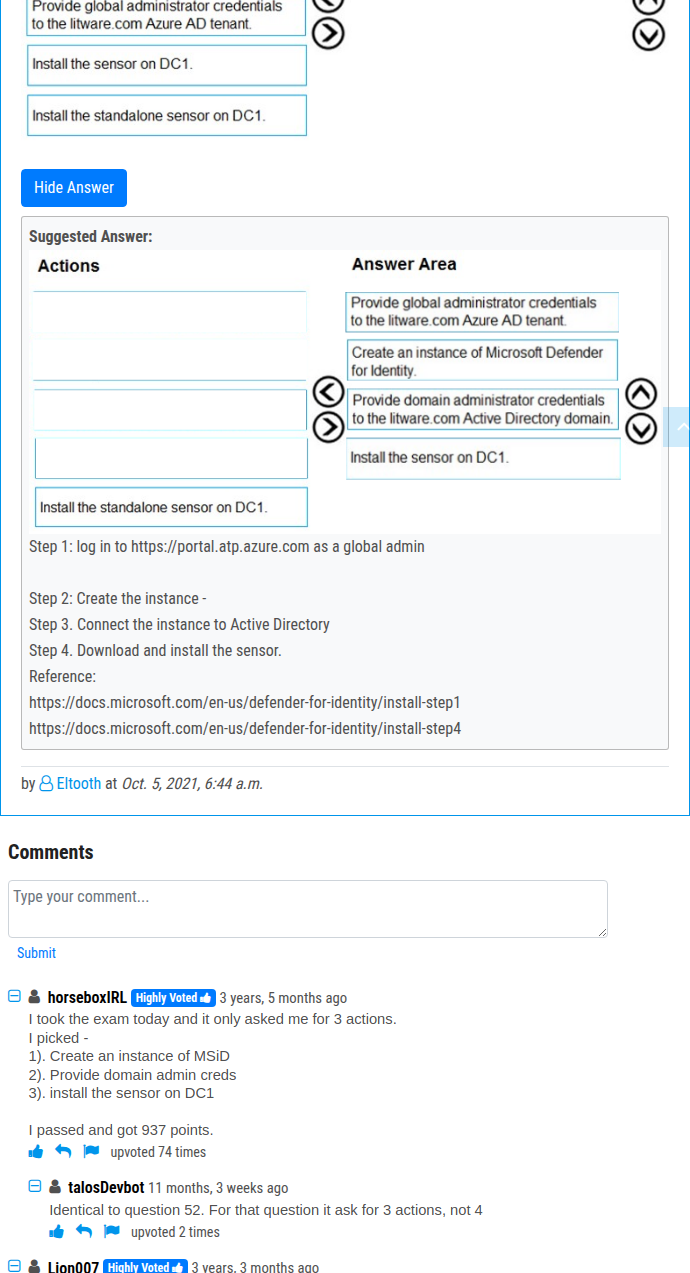 Provide global administrator credentials
to the litware.com Azure AD tenant.
Install the sensor on DC1.
Install the standalone sensor on DC1.
Hide Answer
Suggested Answer:
Actions
Answer Area
Provide global administrator credentials
to the litware.com Azure AD tenant.
Create an instance of Microsoft Defender
for Identity.
Provide domain administrator credentials
to the litware.com Active Directory domain.
Install the sensor on DC1.
Install the standalone sensor on DC1.
Step 1: log in to https://portal.atp.azure.com as a global admin
Step 2: Create the instance -
Step 3. Connect the instance to Active Directory
Step 4. Download and install the sensor.
Reference:
https://docs.microsoft.com/en-us/defender-for-identity/install-step1
https://docs.microsoft.com/en-us/defender-for-identity/install-step4
by Eltooth at Oct. 5, 2021, 6:44 a.m.
Comments
Type your comment...
Submit
horseboxIRL Highly Voted 3 years, 5 months ago
I took the exam today and it only asked me for 3 actions.
I picked -
1). Create an instance of MSiD
2). Provide domain admin creds
3). install the sensor on DC1
I passed and got 937 points.
upvoted 74 times
talosDevbot 11 months, 3 weeks ago
Identical to question 52. For that question it ask for 3 actions, not 4
upvoted 2 times
Lion007 Highly Voted 3 years, 3 months ago